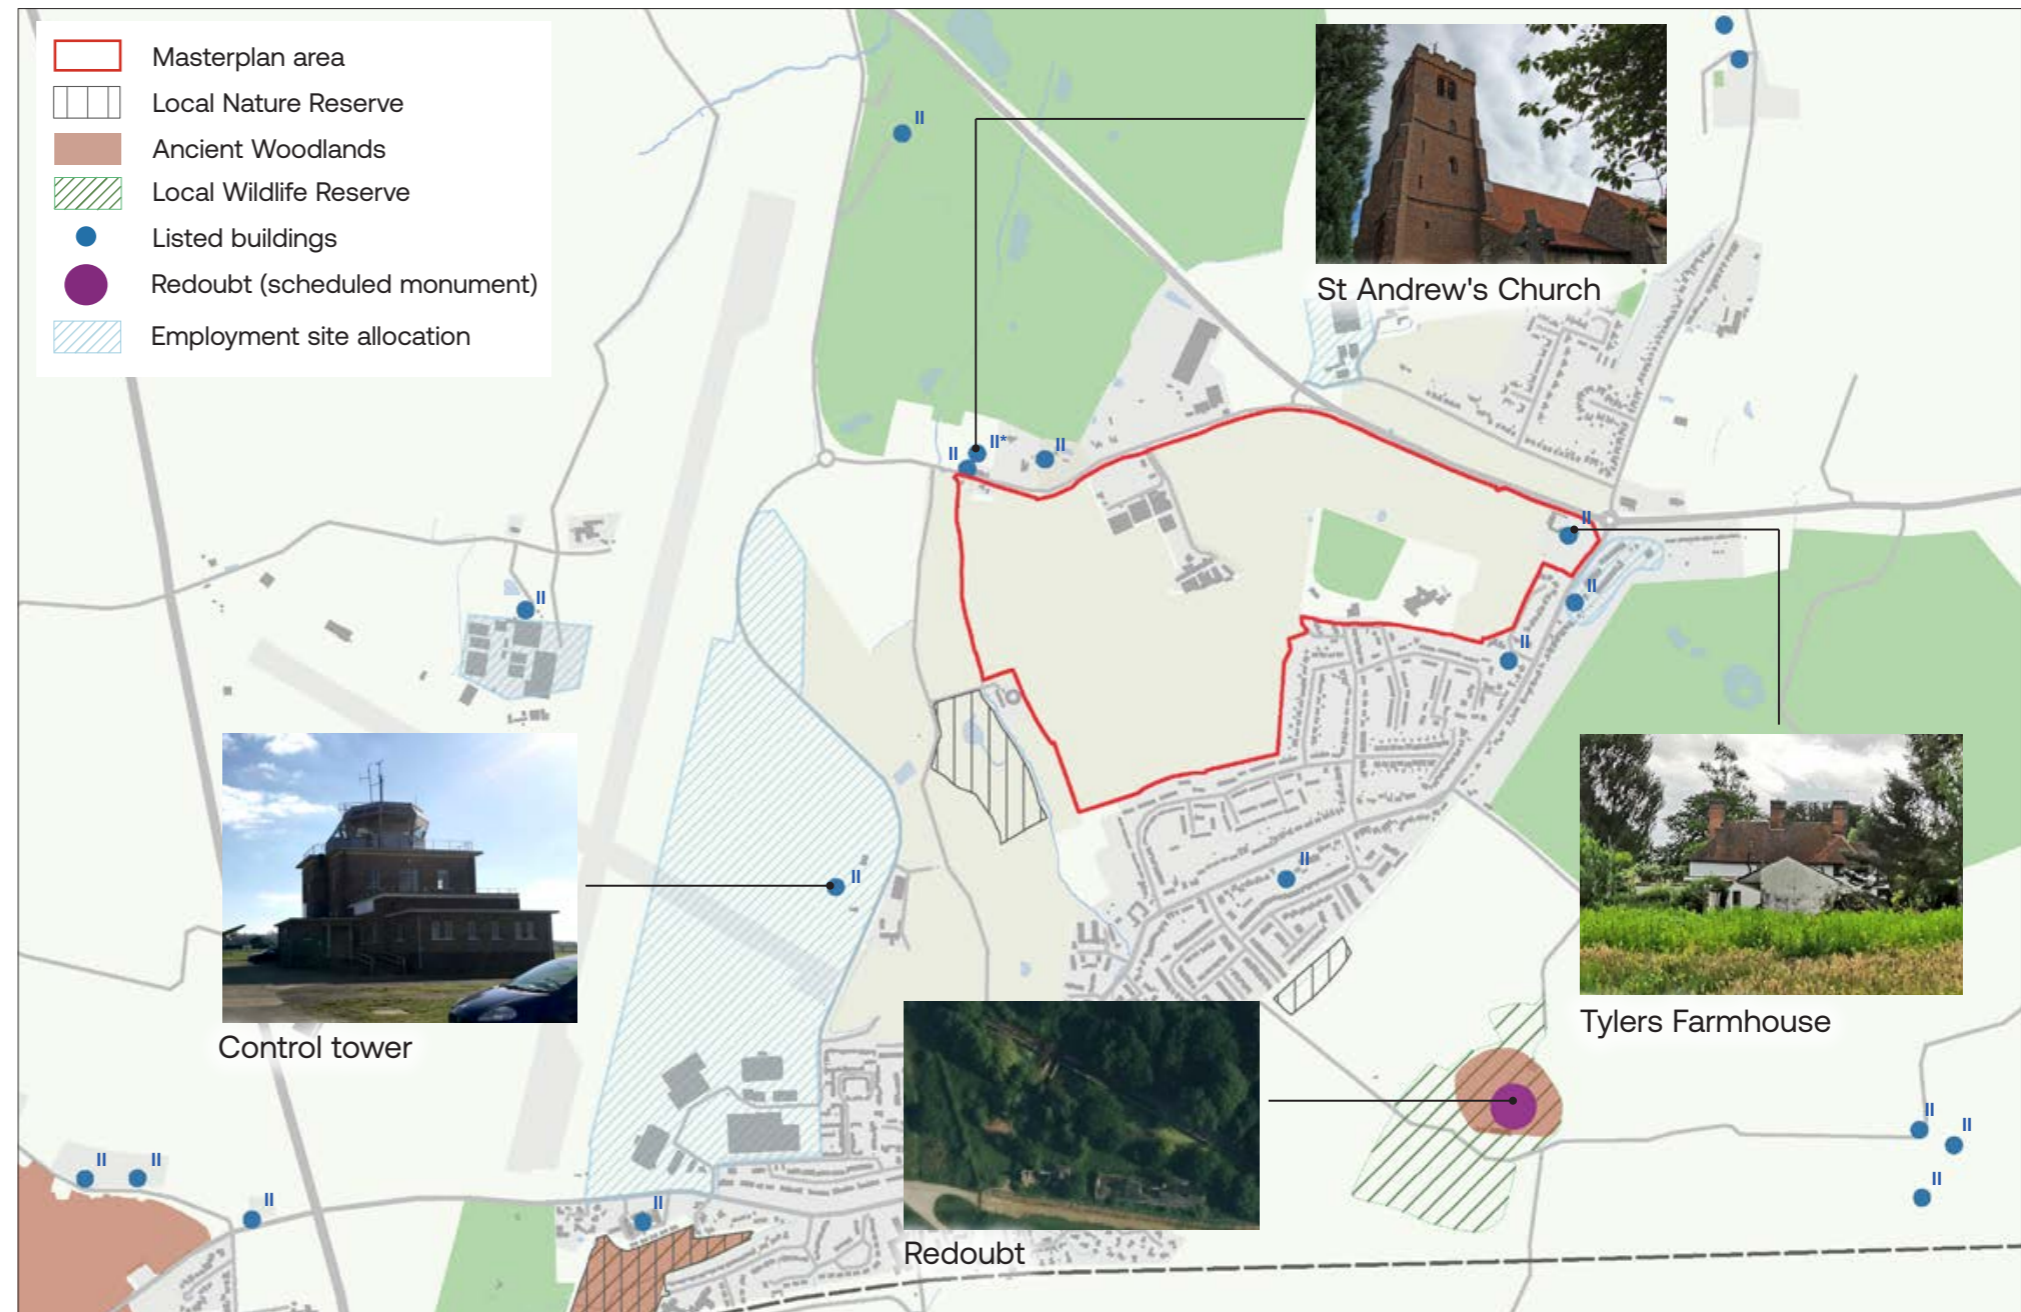 Masterplan area
Local Nature Reserve
Ancient Woodlands
Local Wildlife Reserve
Listed buildings
Redoubt (scheduled monument)
Employment site allocation
II
St Andrew's Church
II*
II
II
II
II
II
II
Control tower
II
II
Tylers Farmhouse
Redoubt
II
II
II
II
II
II
II